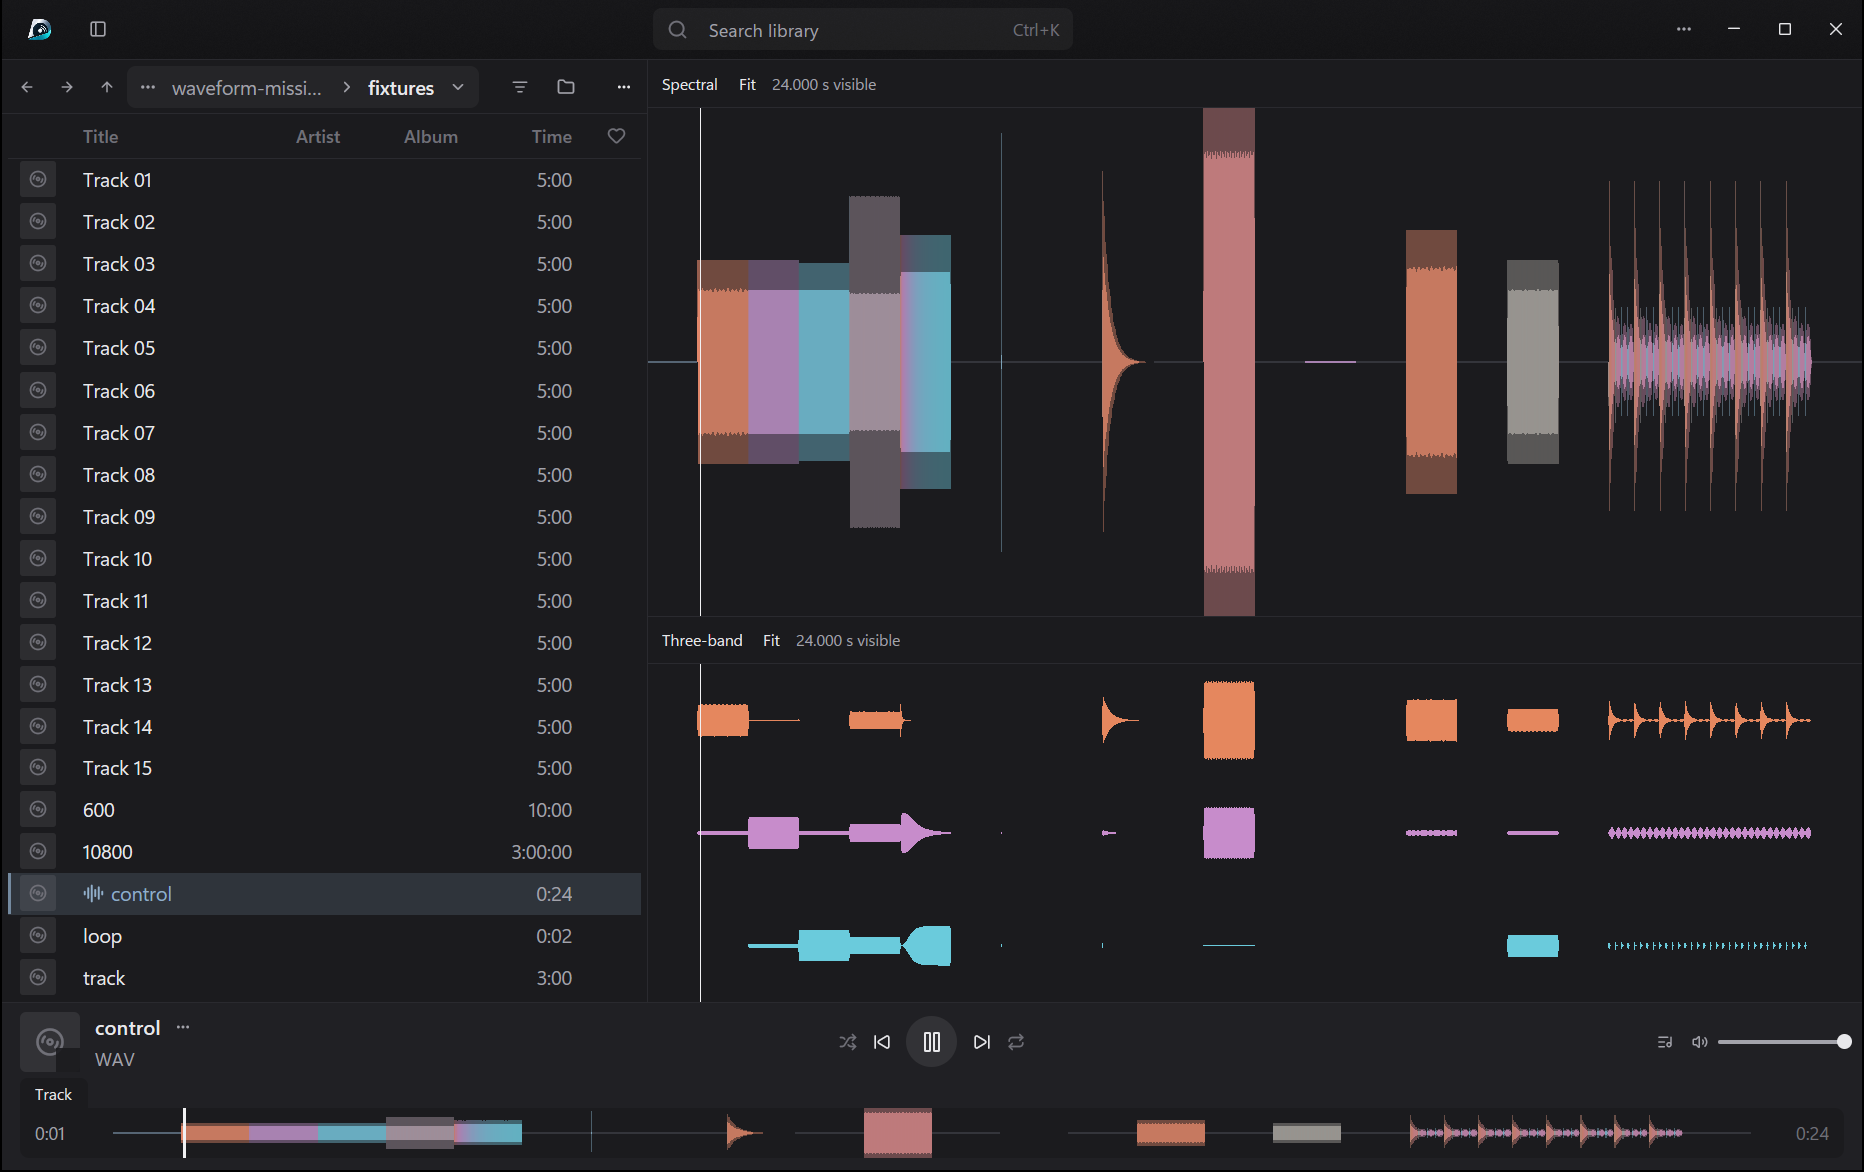 Search library Ctrl+K
waveform-missi... fixtures
Spectral Fit 24.000 s visible
Title Artist Album Time
Track 01 5:00
Track 02 5:00
Track 03 5:00
Track 04 5:00
Track 05 5:00
Track 06 5:00
Track 07 5:00
Track 08 5:00
Track 09 5:00
Track 10 5:00
Track 11 5:00
Track 12 5:00
Track 13 5:00
Track 14 5:00
Track 15 5:00
600 10:00
10800 3:00:00
control 0:24
loop 0:02
track 3:00
Three-band Fit 24.000 s visible
control
WAV
Track
0:01 0:24